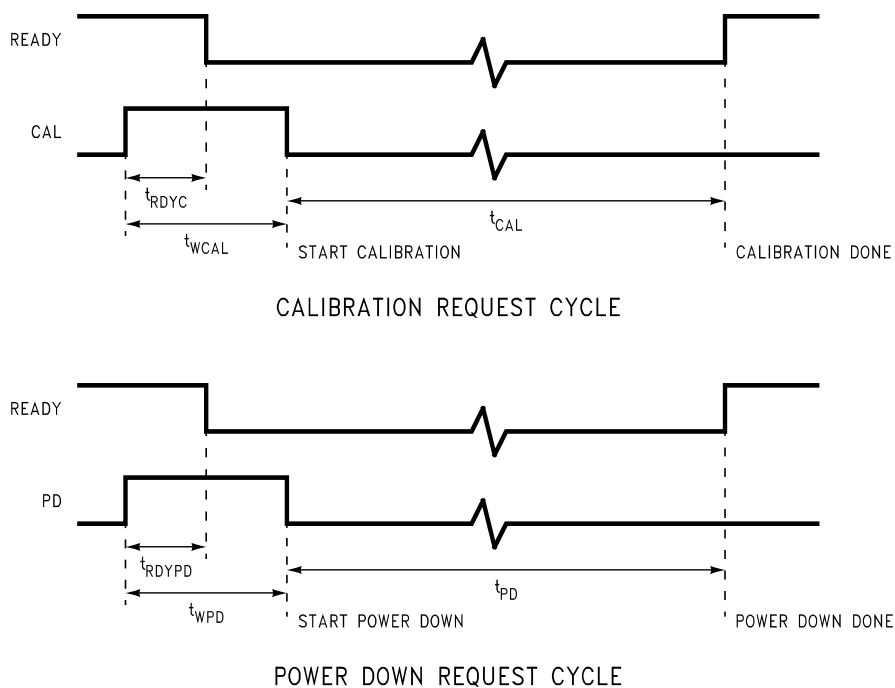 READY
CAL
tRDYC
tWCAL
tCAL
START CALIBRATION
CALIBRATION DONE
CALIBRATION REQUEST CYCLE
READY
PD
tRDYPD
tWPD
tPD
START POWER DOWN
POWER DOWN DONE
POWER DOWN REQUEST CYCLE